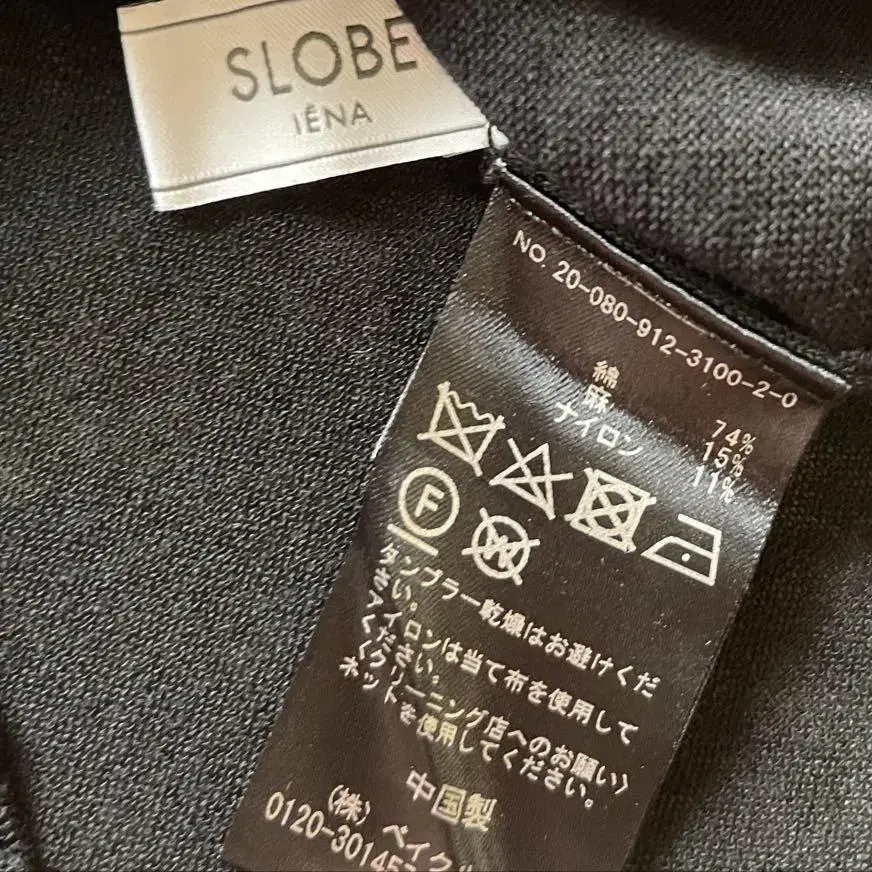 SLOBE
IÉNA
NO. 20-080-912-3100-2-0
綿 74%
麻 15%
ナイロン 11%
F
W
タンブラー乾燥はお避けくだ
さい。
アイロンは当て布を使用して
ください。
〈クリーニング店へのお願い〉
ネットを使用してください。
中国製
(株) ベイク
0120-30145